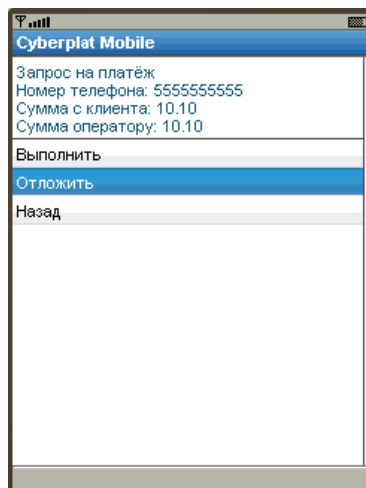 Cyberplat Mobile
Запрос на платёж
Номер телефона: 5555555555
Сумма с клиента: 10.10
Сумма оператору: 10.10
Выполнить
Отложить
Назад